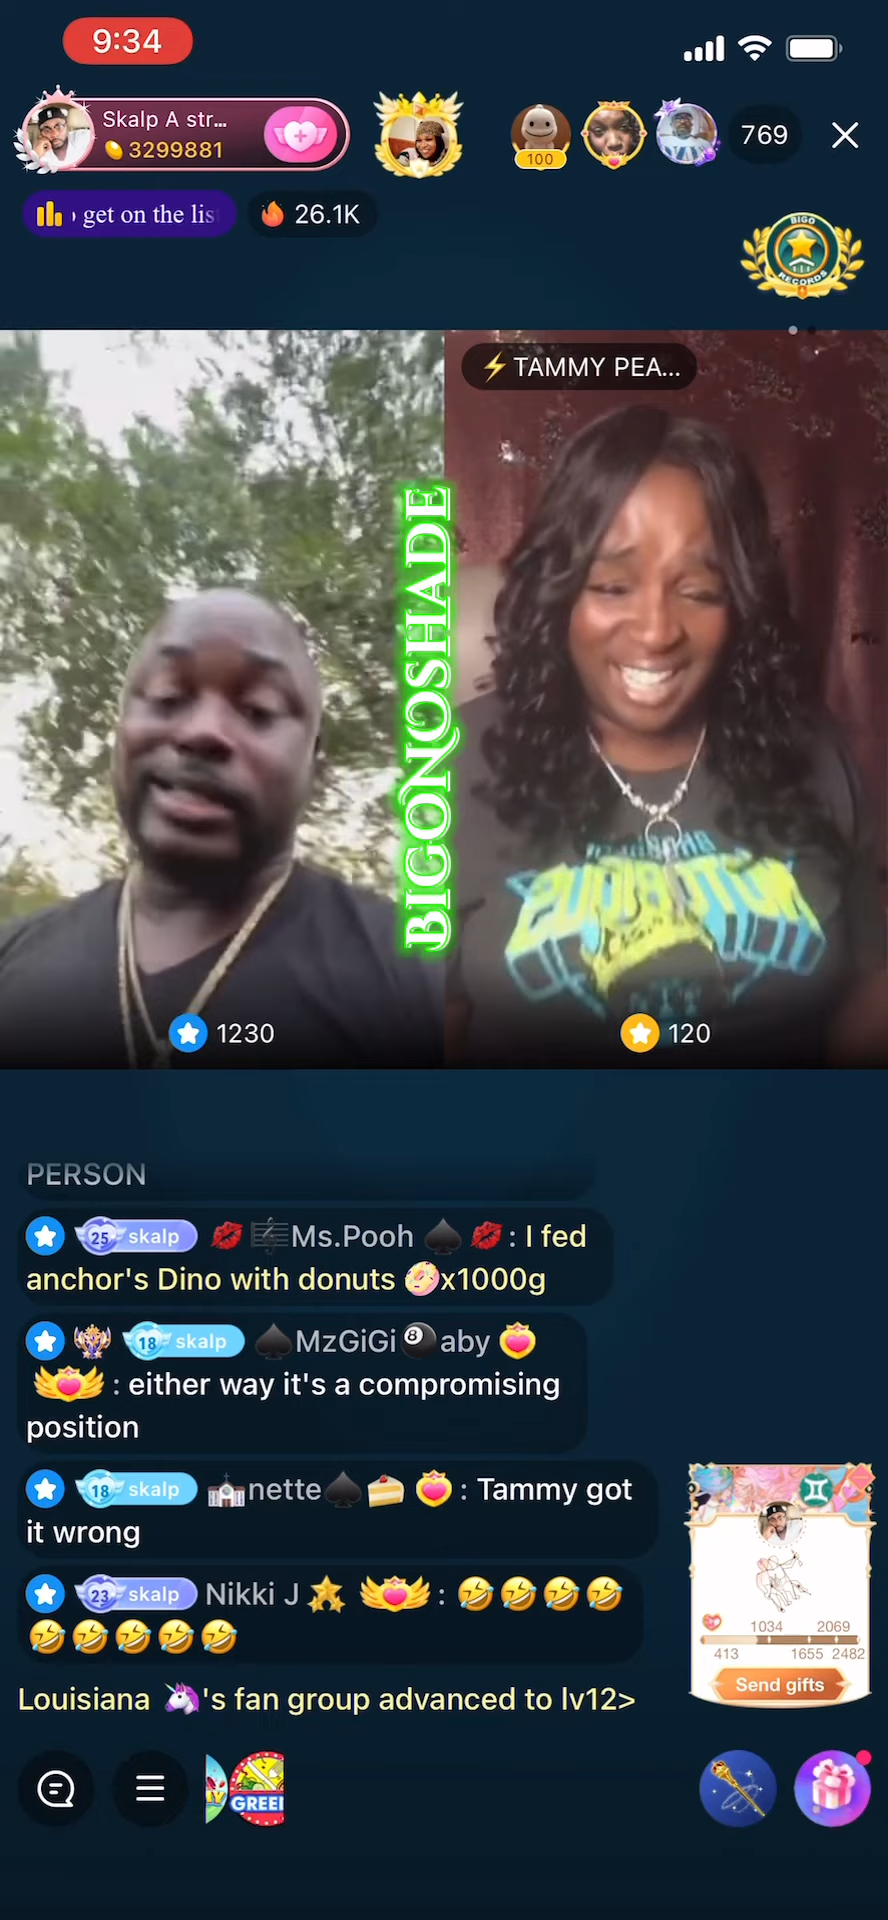 9:34
Skalp A str...
3299881
100
769
get on the lis
26.1K
BIGO
RECORDS
TAMMY PEA...
BIGONOSHADE
1230
120
PERSON
25 skalp Ms.Pooh : I fed
anchor's Dino with donuts x1000g
18 skalp MzGiGi 8 aby
: either way it's a compromising
position
18 skalp nette : Tammy got
it wrong
23 skalp Nikki J : 🤣🤣🤣🤣
🤣🤣🤣🤣🤣
Louisiana 🦄's fan group advanced to lv12>
1034 2069
413 1655 2482
Send gifts
GREE